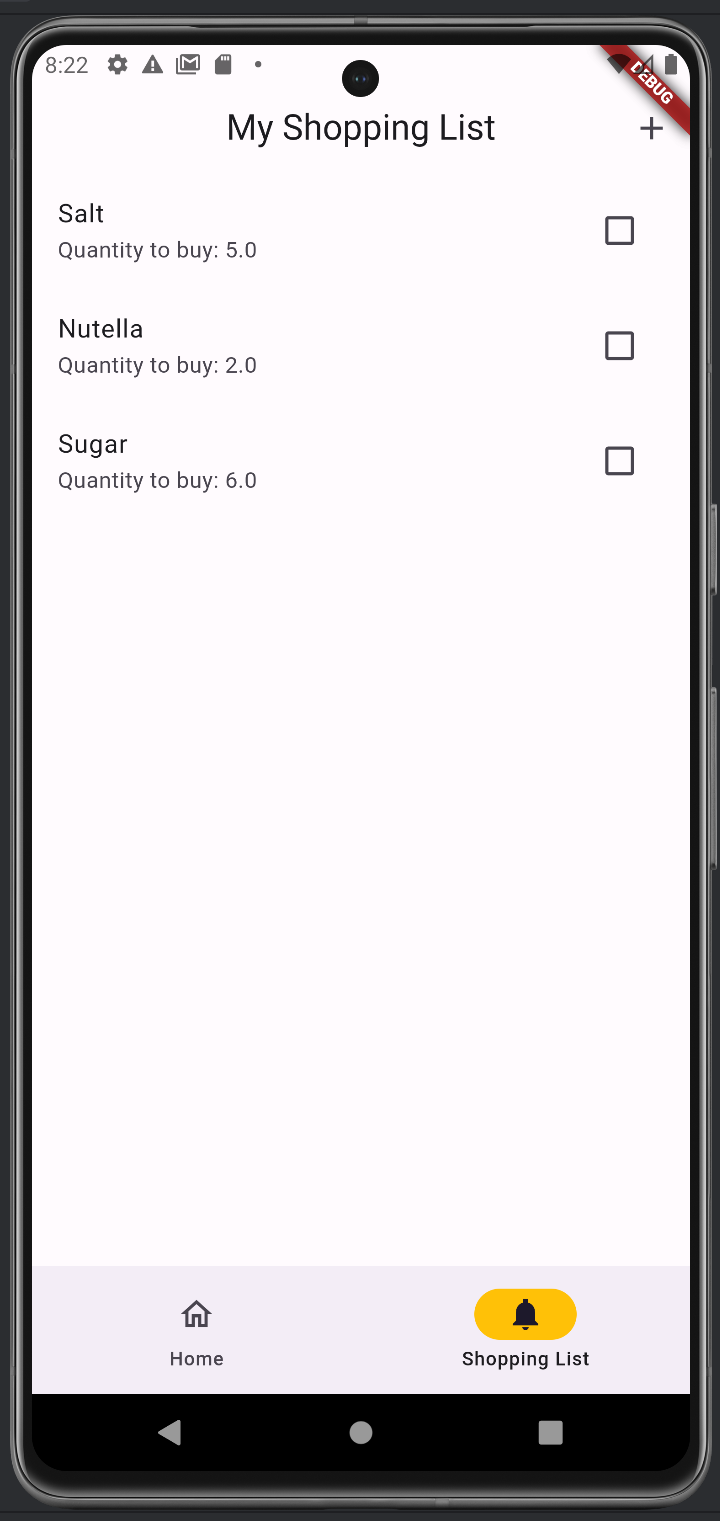 8:22
DEBUG
My Shopping List
Salt
Quantity to buy: 5.0
Nutella
Quantity to buy: 2.0
Sugar
Quantity to buy: 6.0
Home
Shopping List